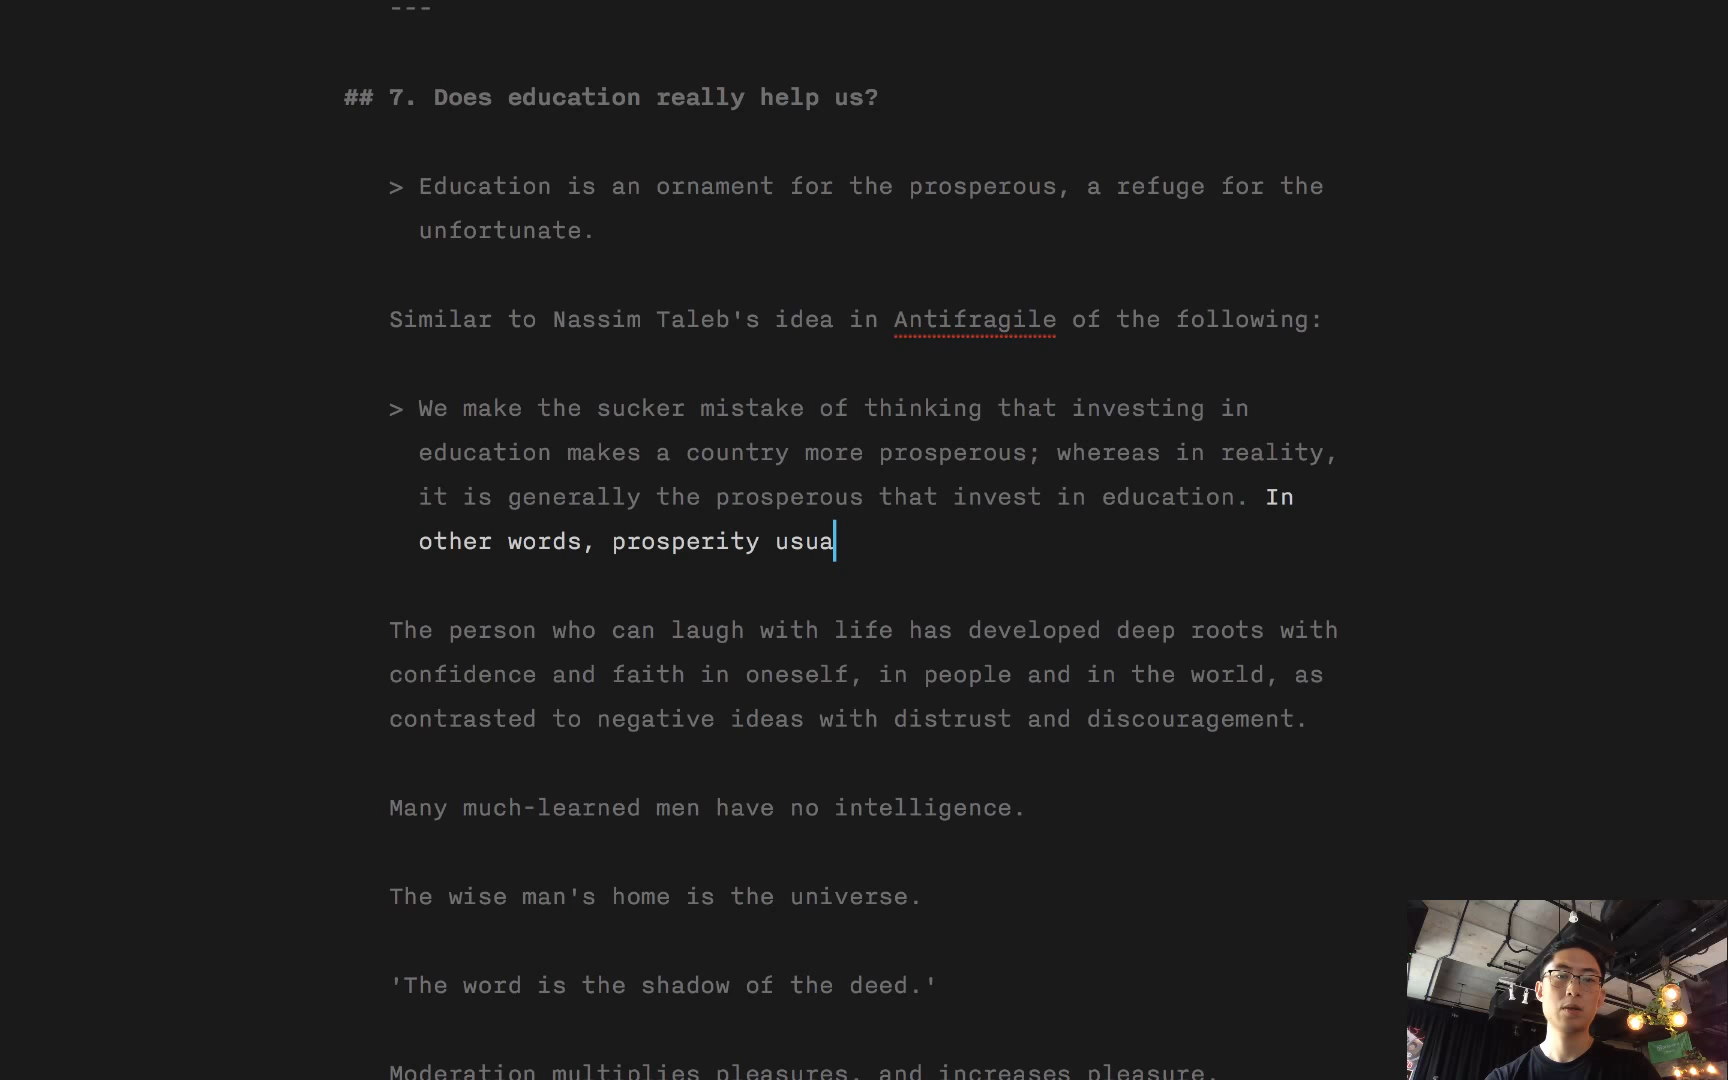 ---
## 7. Does education really help us?
> Education is an ornament for the prosperous, a refuge for the
unfortunate.
Similar to Nassim Taleb's idea in Antifragile of the following:
> We make the sucker mistake of thinking that investing in
education makes a country more prosperous; whereas in reality,
it is generally the prosperous that invest in education. In
other words, prosperity usua
The person who can laugh with life has developed deep roots with
confidence and faith in oneself, in people and in the world, as
contrasted to negative ideas with distrust and discouragement.
Many much-learned men have no intelligence.
The wise man's home is the universe.
'The word is the shadow of the deed.'
Moderation multiplies pleasures, and increases pleasure.